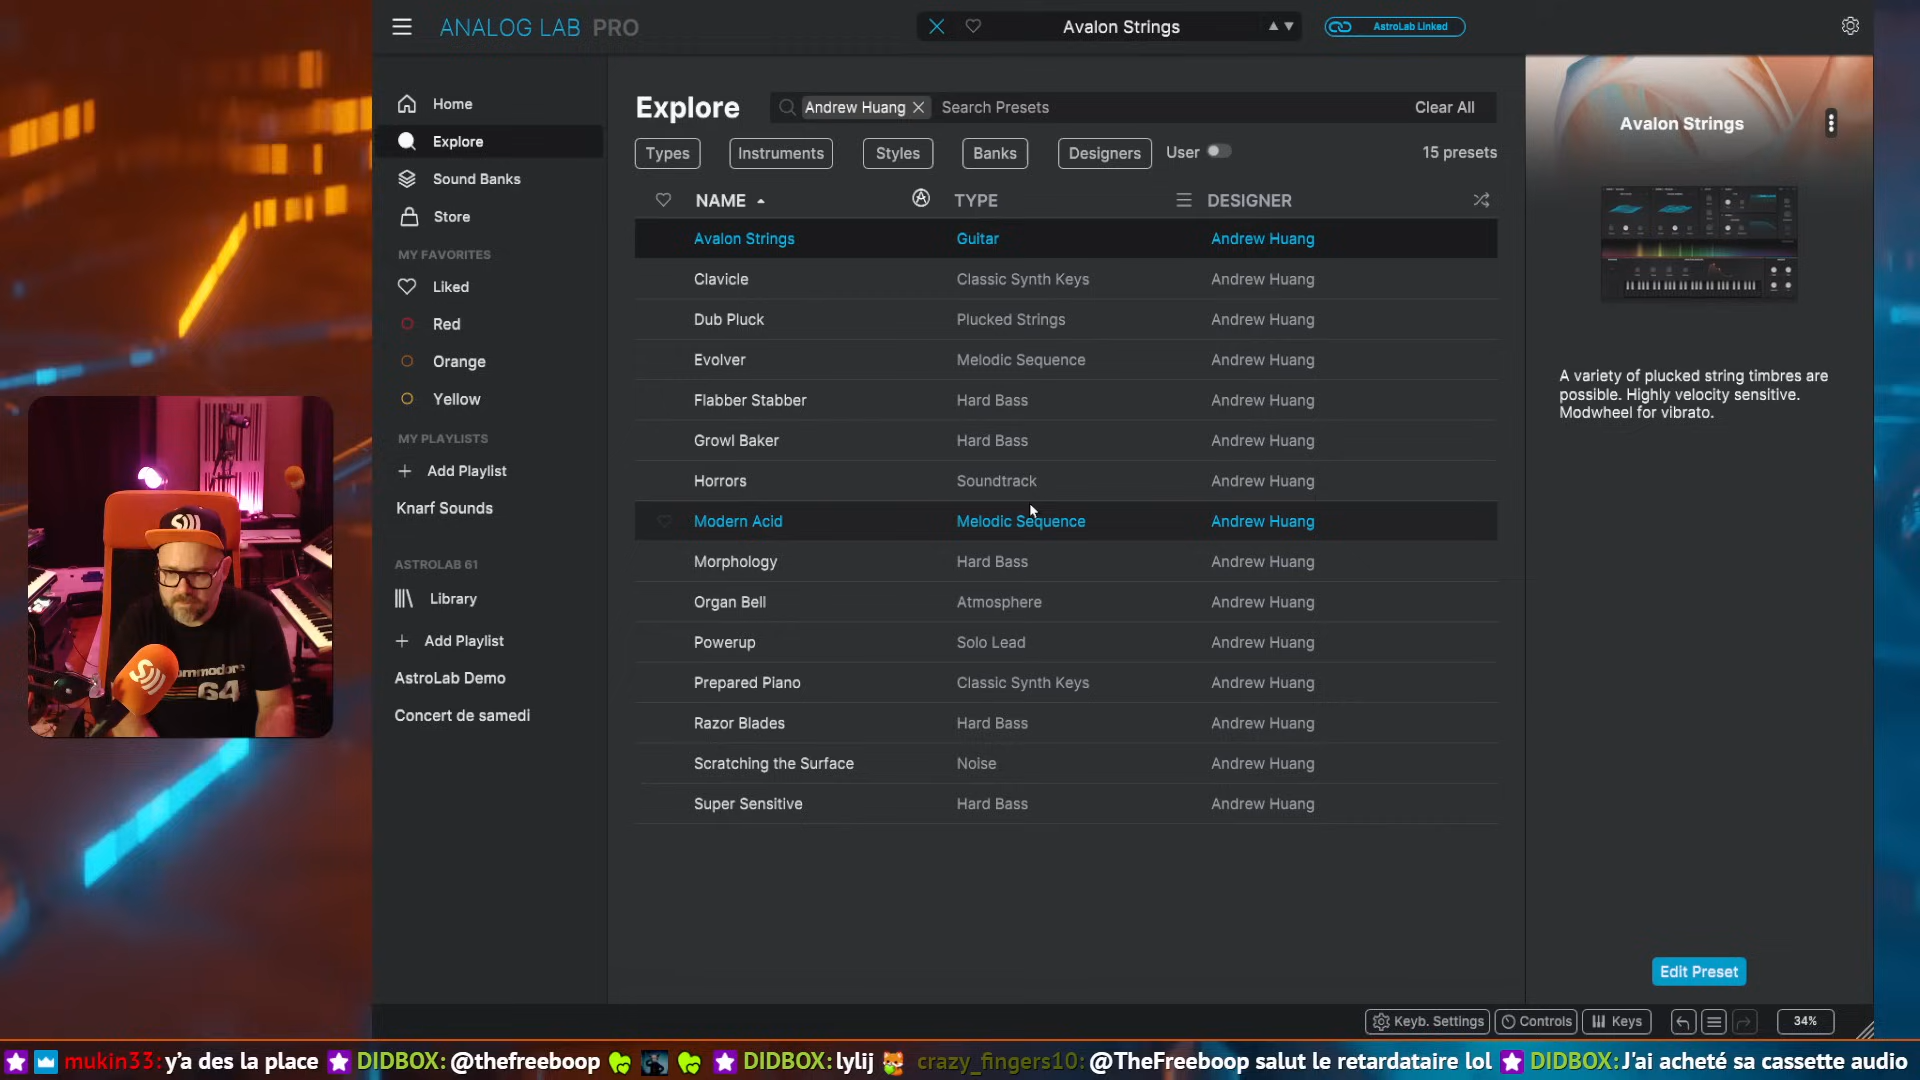 ANALOG LAB PRO
Avalon Strings
AstroLab Linked
Home
Explore
Sound Banks
Store
MY FAVORITES
Liked
Red
Orange
Yellow
MY PLAYLISTS
Add Playlist
Knarf Sounds
ASTROLAB 61
Library
Add Playlist
AstroLab Demo
Concert de samedi
Explore
Andrew Huang
Search Presets
Clear All
Types
Instruments
Styles
Banks
Designers
User
15 presets
NAME TYPE DESIGNER
Avalon Strings Guitar Andrew Huang
Clavicle Classic Synth Keys Andrew Huang
Dub Pluck Plucked Strings Andrew Huang
Evolver Melodic Sequence Andrew Huang
Flabber Stabber Hard Bass Andrew Huang
Growl Baker Hard Bass Andrew Huang
Horrors Soundtrack Andrew Huang
Modern Acid Melodic Sequence Andrew Huang
Morphology Hard Bass Andrew Huang
Organ Bell Atmosphere Andrew Huang
Powerup Solo Lead Andrew Huang
Prepared Piano Classic Synth Keys Andrew Huang
Razor Blades Hard Bass Andrew Huang
Scratching the Surface Noise Andrew Huang
Super Sensitive Hard Bass Andrew Huang
Avalon Strings
A variety of plucked string timbres are
possible. Highly velocity sensitive.
Modwheel for vibrato.
Edit Preset
Keyb. Settings
Controls
Keys
34%
commodore
64
mukin33: y'a des la place DIDBOX: @thefreeboop DIDBOX: lylij crazy_fingers10: @TheFreeboop salut le retardataire lol DIDBOX: J'ai acheté sa cassette audio